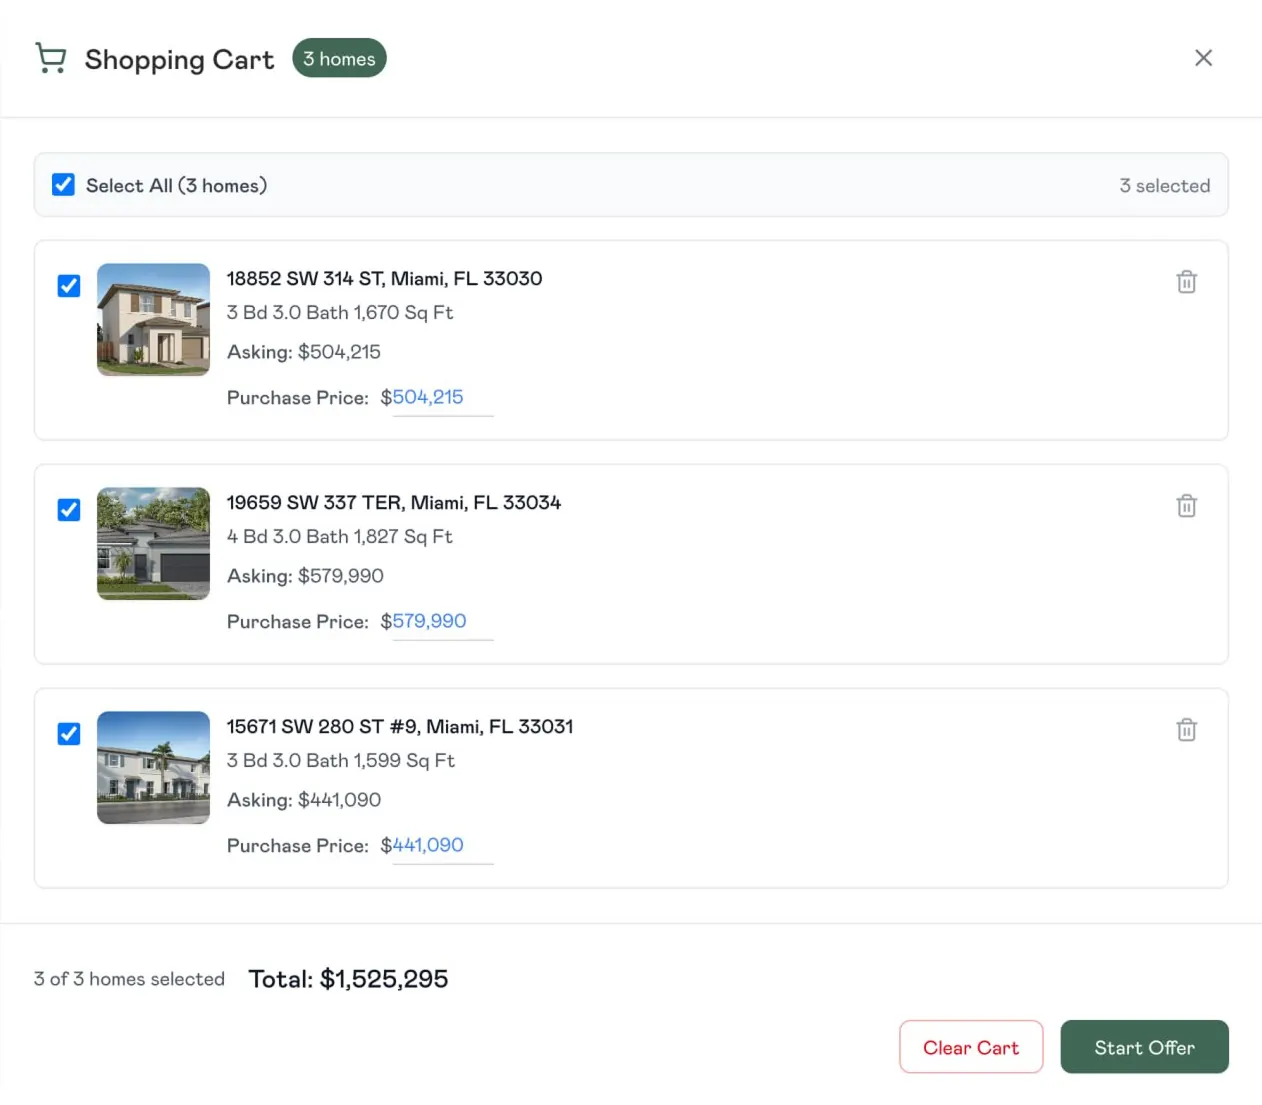 Shopping Cart 3 homes
Select All (3 homes) 3 selected
18852 SW 314 ST, Miami, FL 33030
3 Bd 3.0 Bath 1,670 Sq Ft
Asking: $504,215
Purchase Price: $504,215
19659 SW 337 TER, Miami, FL 33034
4 Bd 3.0 Bath 1,827 Sq Ft
Asking: $579,990
Purchase Price: $579,990
15671 SW 280 ST #9, Miami, FL 33031
3 Bd 3.0 Bath 1,599 Sq Ft
Asking: $441,090
Purchase Price: $441,090
3 of 3 homes selected Total: $1,525,295
Clear Cart Start Offer